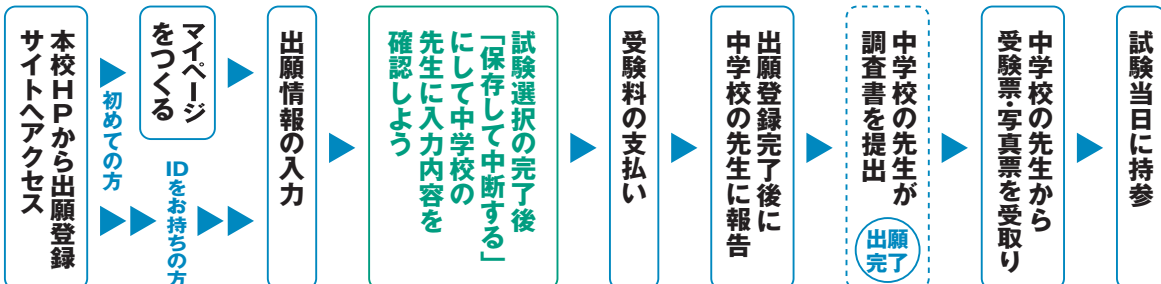 本校HPから出願登録
サイトへアクセス
初めての方
マイページ
をつくる
IDをお持ちの方
出願情報の入力
試験選択の完了後
「保存して中断する」
にして中学校の
先生に入力内容を
確認しよう
受験料の支払い
出願登録完了後に
中学校の先生に報告
中学校の先生が
調査書を提出
出願
完了
中学校の先生から
受験票・写真票を受取り
試験当日に持参